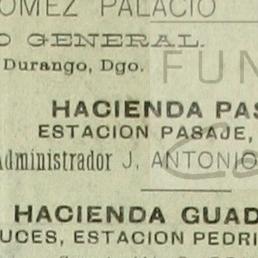 OMEZ PALACIO
O GENERAL.
Durango, Dgo.
FUN
HACIENDA PAS
ESTACION PASAJE,
Administrador J. ANTONIO
HACIENDA GUAD
UCES, ESTACION PEDRI